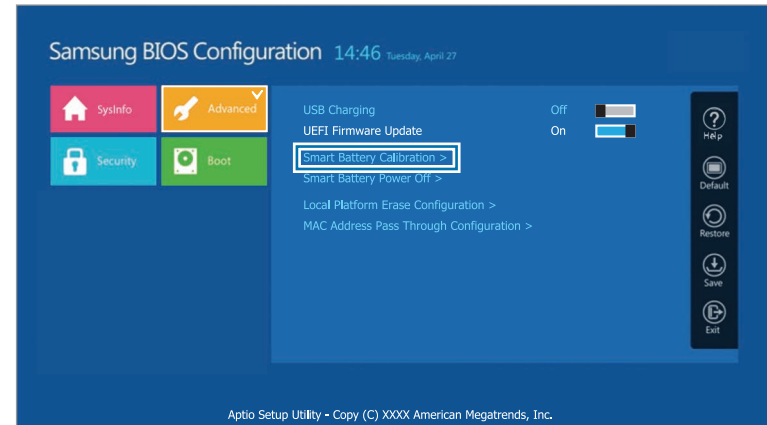 Samsung BIOS Configuration 14:46 Tuesday, April 27
SysInfo
Advanced
Security
Boot
USB Charging Off
UEFI Firmware Update On
Smart Battery Calibration >
Smart Battery Power Off >
Local Platform Erase Configuration >
MAC Address Pass Through Configuration >
?
Help
Default
Restore
Save
Exit
Aptio Setup Utility - Copy (C) XXXX American Megatrends, Inc.